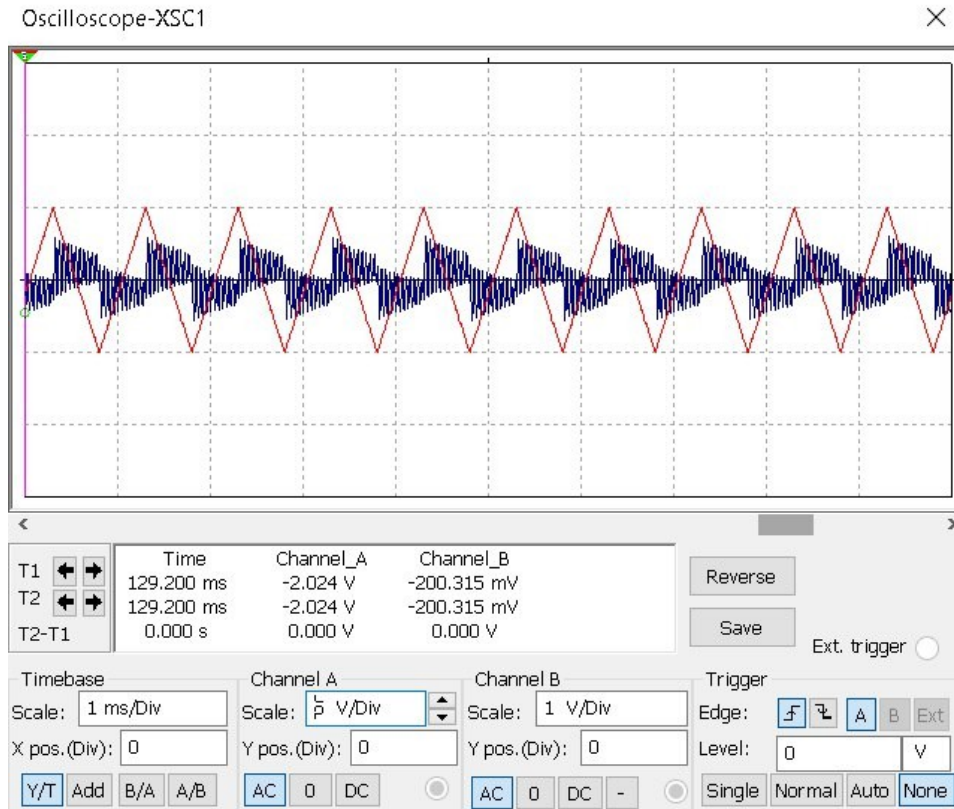 Oscilloscope-XSC1
Time Channel_A Channel_B
T1 129.200 ms -2.024 V -200.315 mV
T2 129.200 ms -2.024 V -200.315 mV
T2-T1 0.000 s 0.000 V 0.000 V
Reverse
Save
Ext. trigger
Timebase
Scale: 1 ms/Div
X pos.(Div): 0
Y/T Add B/A A/B
Channel A
Scale: V/Div
Y pos.(Div): 0
AC 0 DC
Channel B
Scale: 1 V/Div
Y pos.(Div): 0
AC 0 DC -
Trigger
Edge: A B Ext
Level: 0 V
Single Normal Auto None